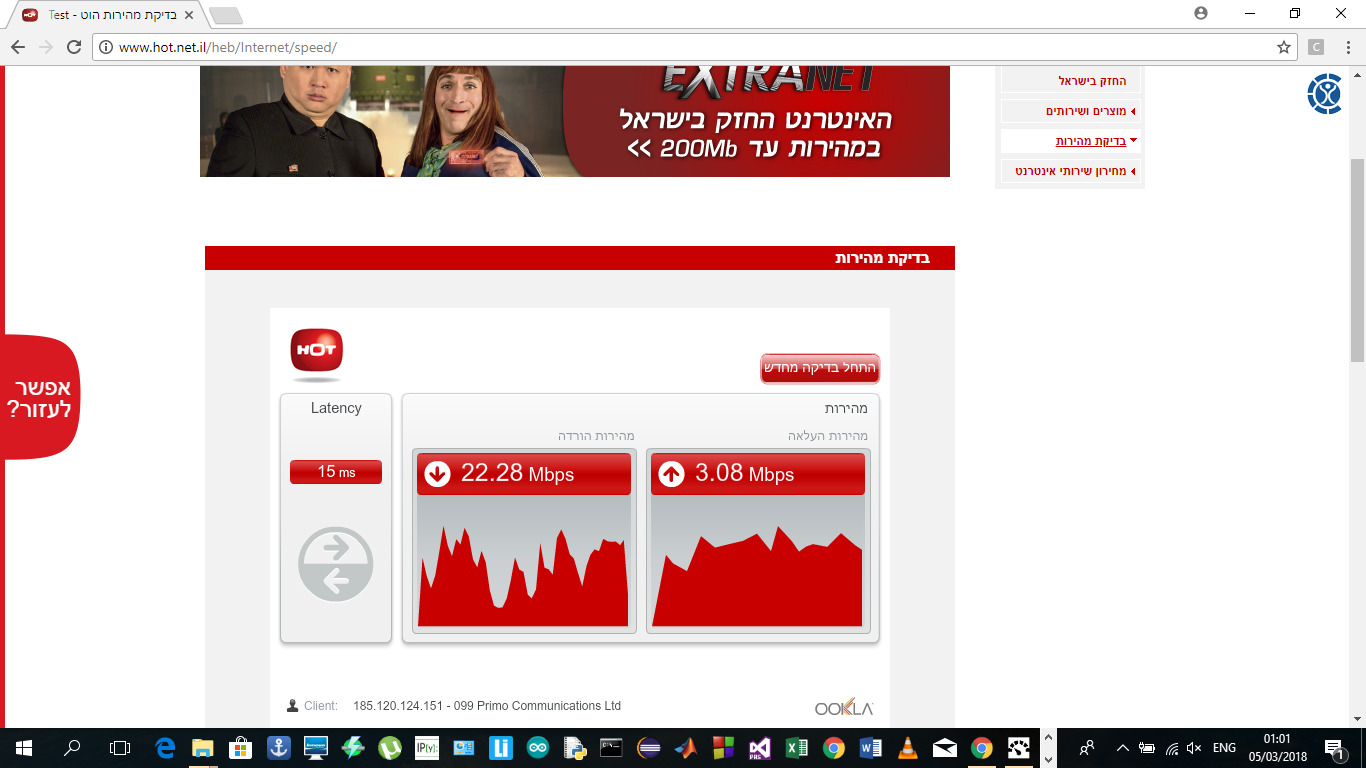 Test - בדיקת מהירות הוט
www.hot.net.il/heb/Internet/speed/
C
EXTRANET
האינטרנט החזק בישראל
במהירות עד 200Mb >>
החזק בישראל
מוצרים ושירותים
בדיקת מהירות
מחירון שירותי אינטרנט
בדיקת מהירות
HOT
התחל בדיקה מחדש
אפשר
לעזור?
Latency
15 ms
מהירות
מהירות הורדה
מהירות העלאה
22.28 Mbps
3.08 Mbps
Client: 185.120.124.151 - 099 Primo Communications Ltd
OOKLA
IP[y]:
ENG
01:01
05/03/2018
1